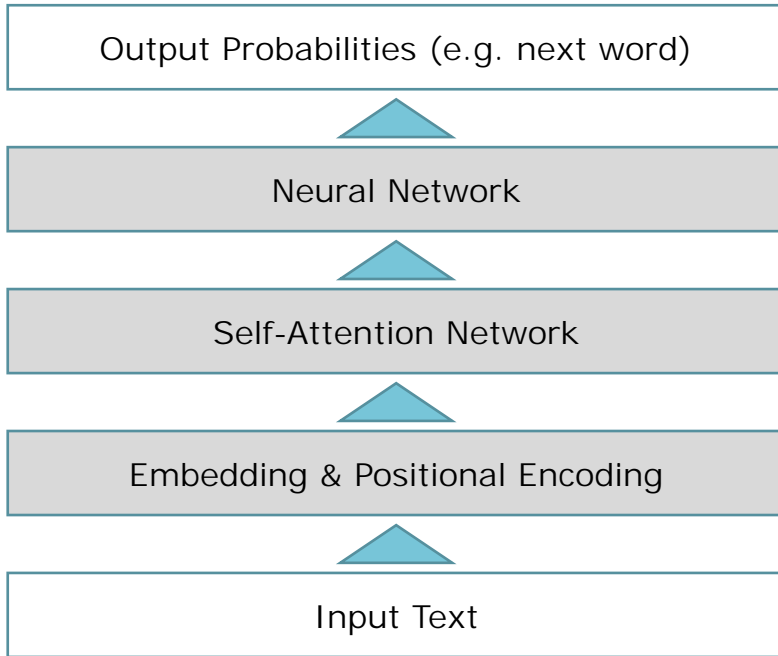 Output Probabilities (e.g. next word)
Neural Network
Self-Attention Network
Embedding & Positional Encoding
Input Text